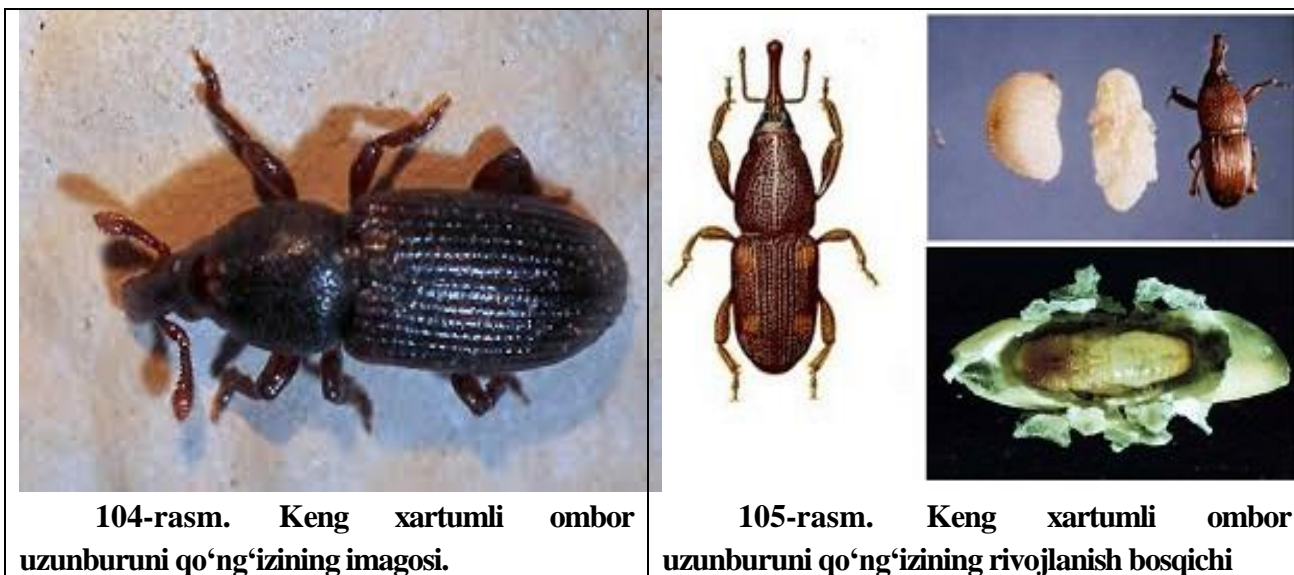 104-rasm. Keng xartumli ombor
uzunburuni qo‘ng‘izining imagosi.
105-rasm. Keng xartumli ombor
uzunburuni qo‘ng‘izining rivojlanish bosqichi